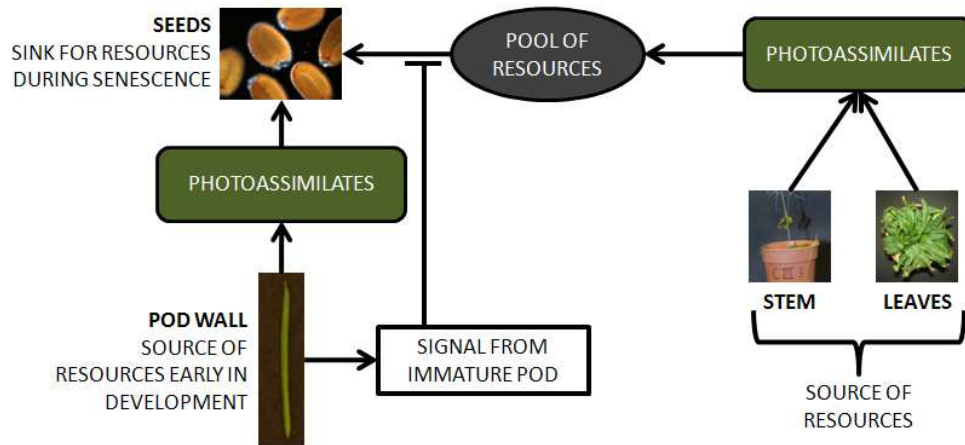 SEEDS
SINK FOR RESOURCES
DURING SENESCENCE
POOL OF
RESOURCES
PHOTOASSIMILATES
PHOTOASSIMILATES
STEM
LEAVES
POD WALL
SOURCE OF
RESOURCES EARLY IN
DEVELOPMENT
SIGNAL FROM
IMMATURE POD
SOURCE OF
RESOURCES